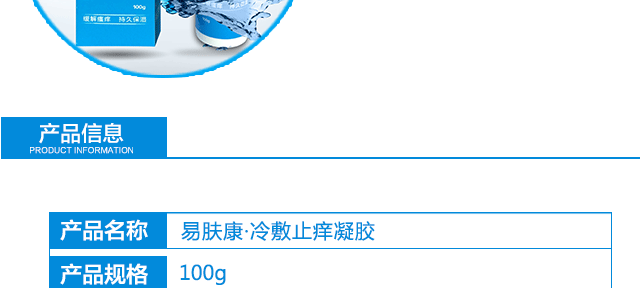 100g
缓解瘙痒 持久保湿
产品信息
PRODUCT INFORMATION
产品名称 易肤康·冷敷止痒凝胶
产品规格 100g